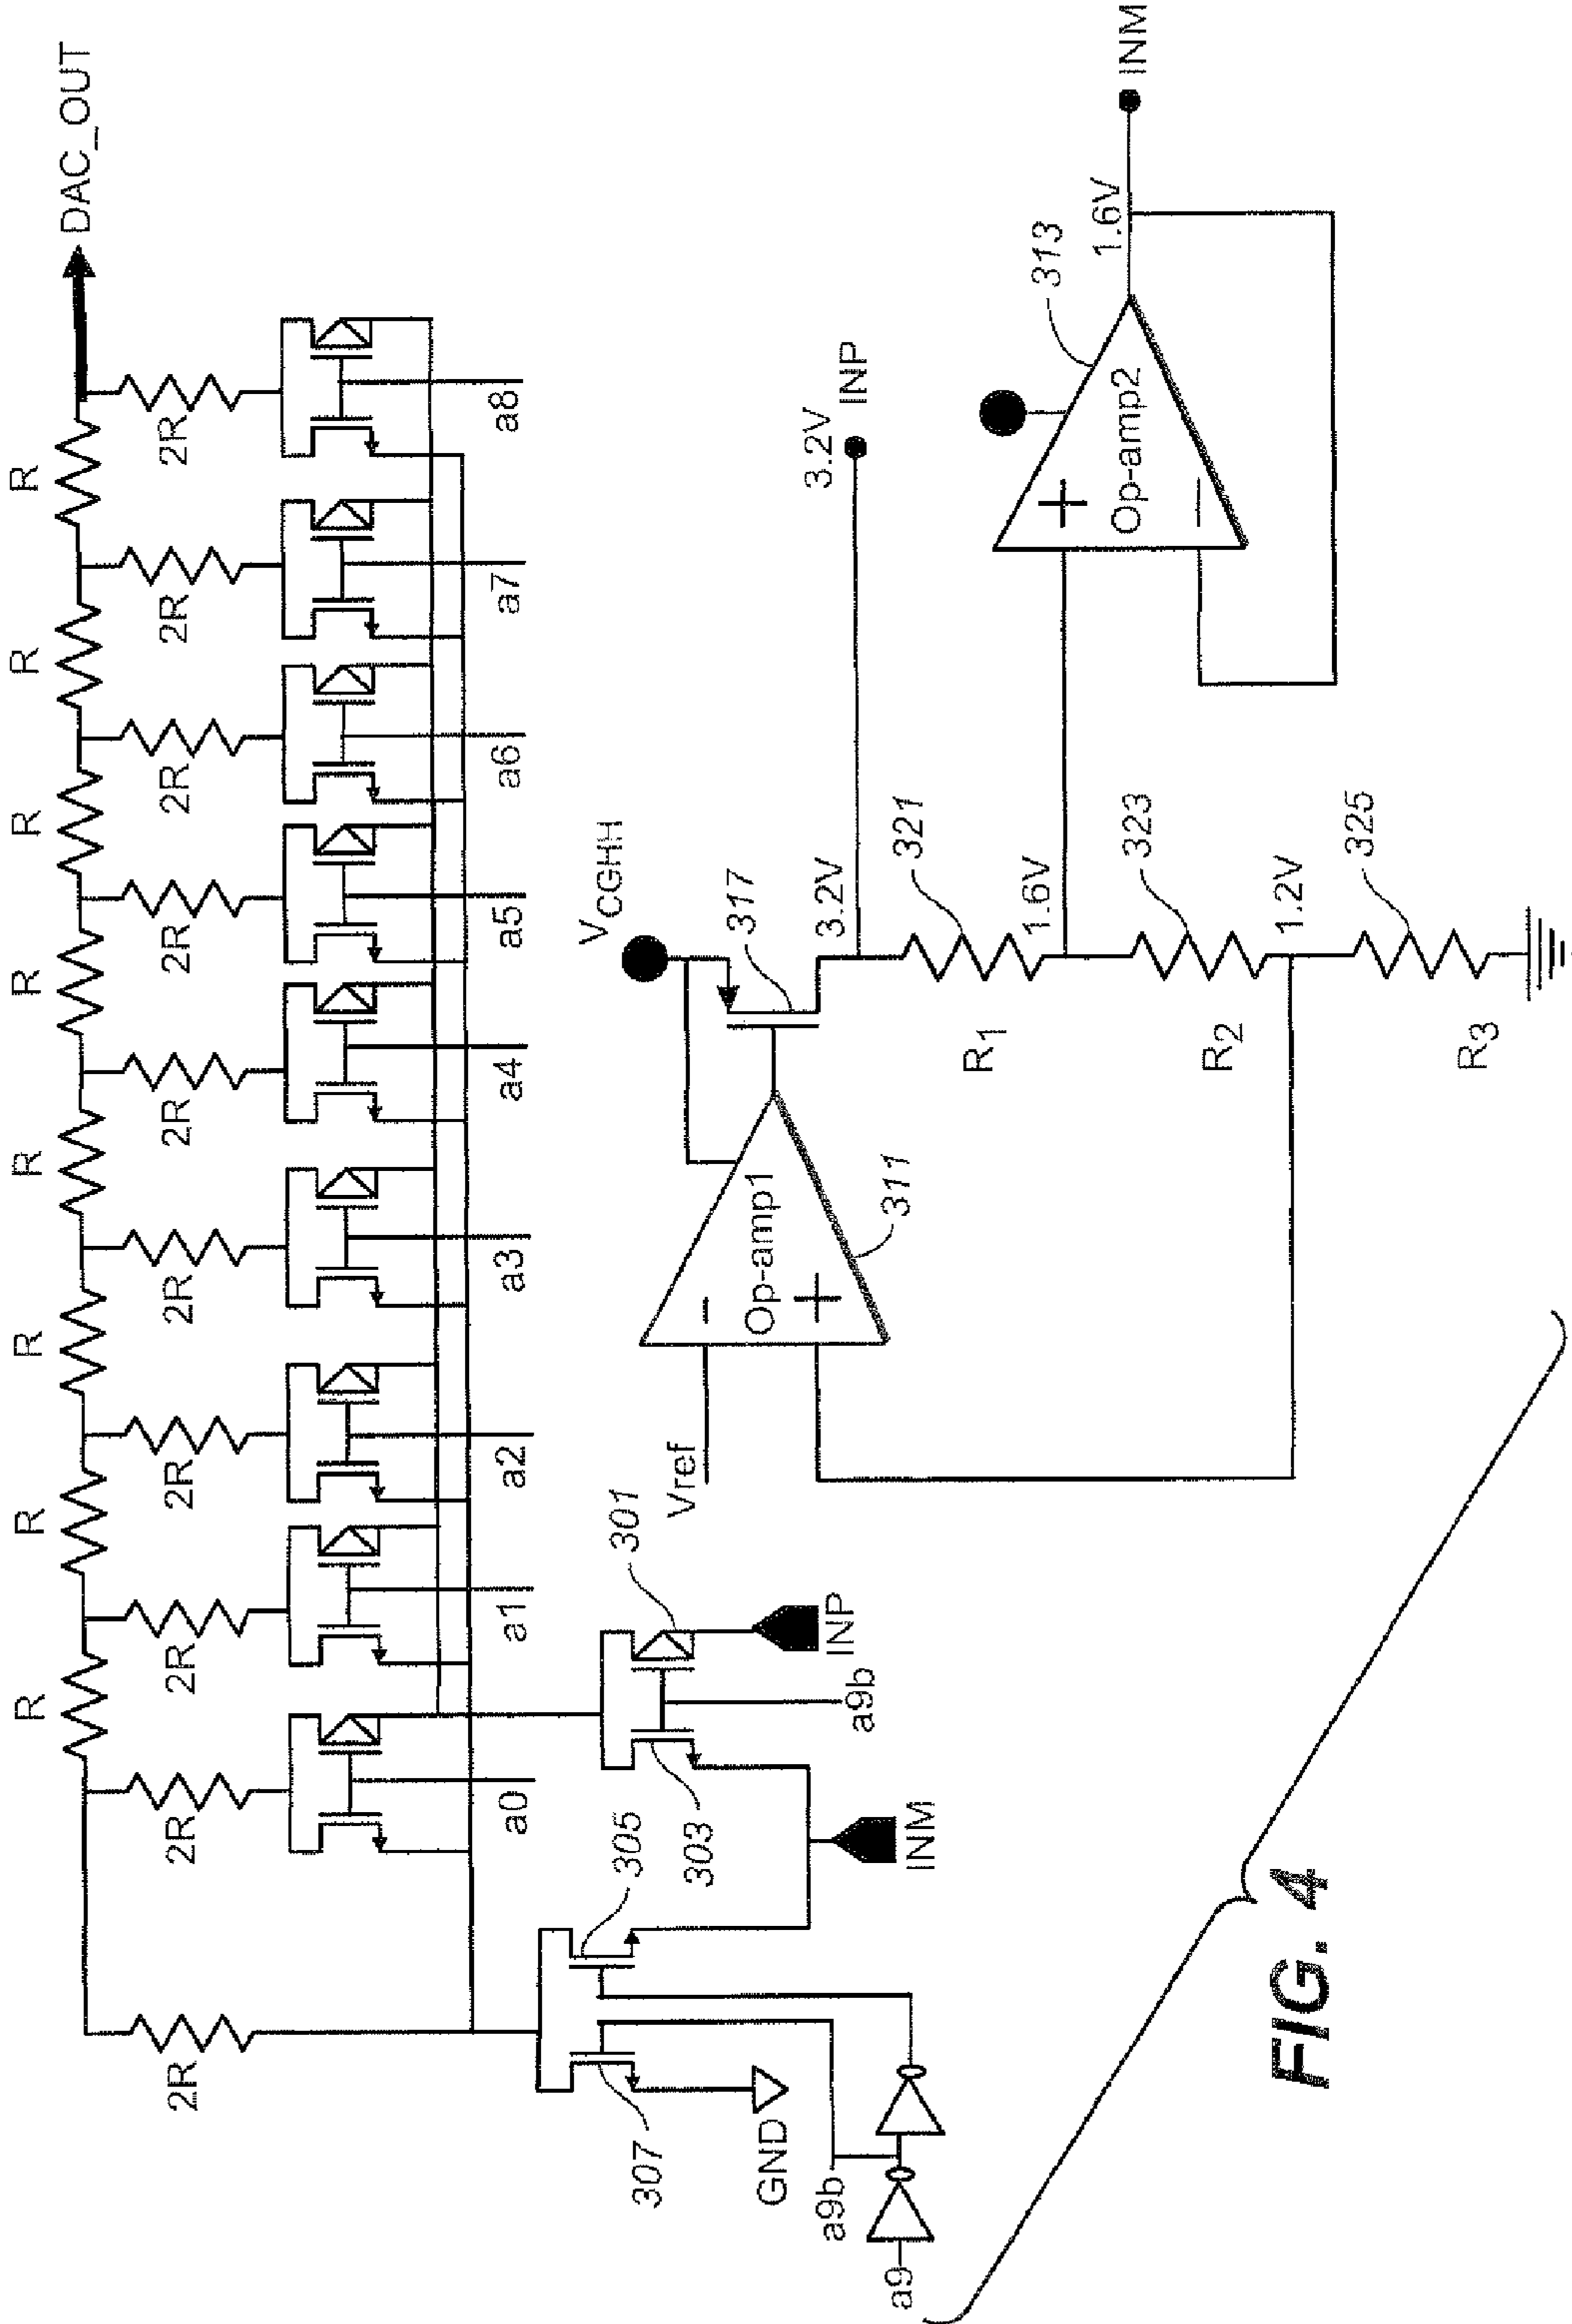 DAC_OUT
R R R R R R R R
2R 2R 2R 2R 2R 2R 2R 2R 2R 2R
a0 a1 a2 a3 a4 a5 a6 a7 a8
307
305
303
301
GND
a9b
a9
INM
a9b
INP
VCGHH
317
Vref
Op-amp1
311
3.2V
3.2V
INP
R1
321
1.6V
R2
323
1.2V
R3
325
Op-amp2
313
1.6V
INM
FIG. 4